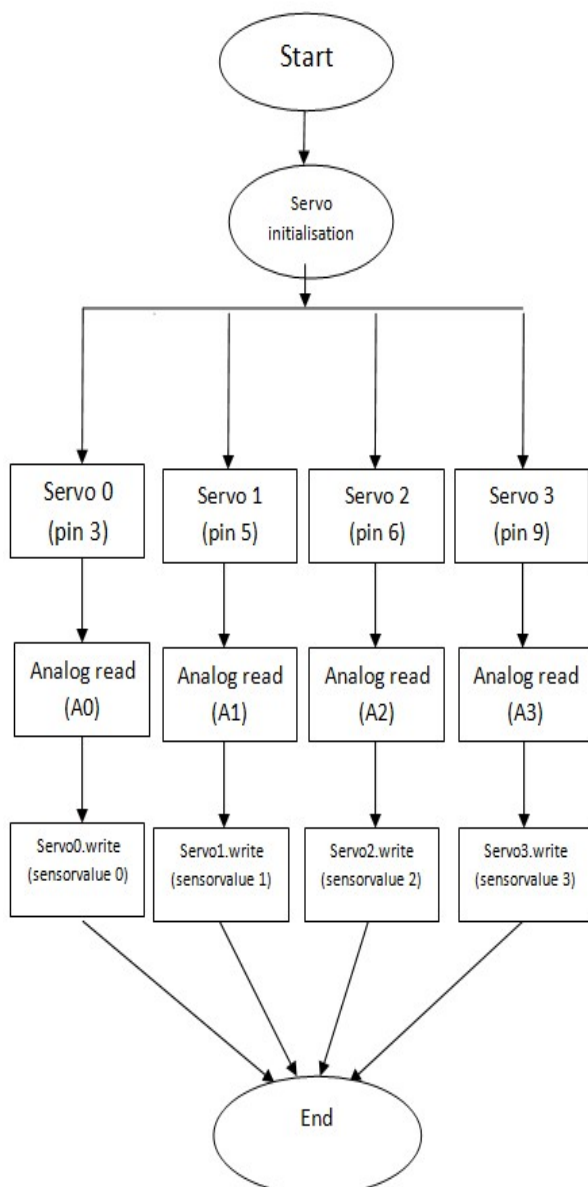 Start
Servo
initialisation
Servo 0
(pin 3)
Servo 1
(pin 5)
Servo 2
(pin 6)
Servo 3
(pin 9)
Analog read
(A0)
Analog read
(A1)
Analog read
(A2)
Analog read
(A3)
Servo0.write
(sensorvalue 0)
Servo1.write
(sensorvalue 1)
Servo2.write
(sensorvalue 2)
Servo3.write
(sensorvalue 3)
End